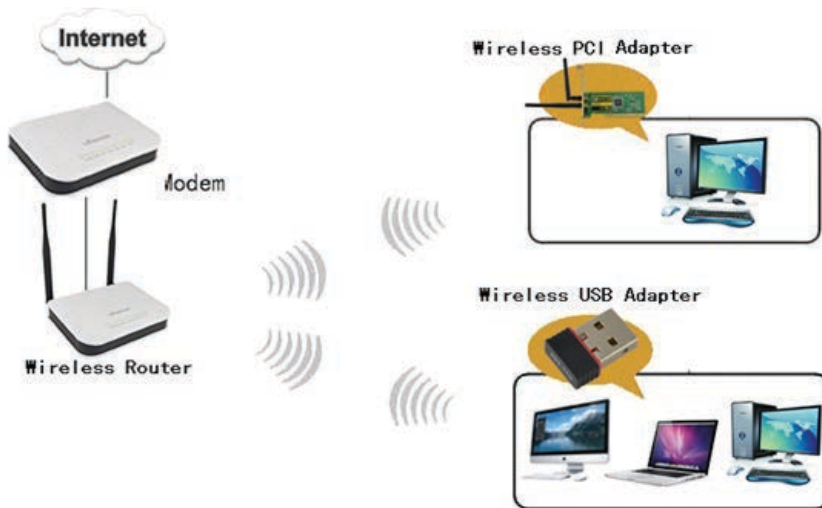 Internet
Modem
Wireless Router
Wireless PCI Adapter
Wireless USB Adapter